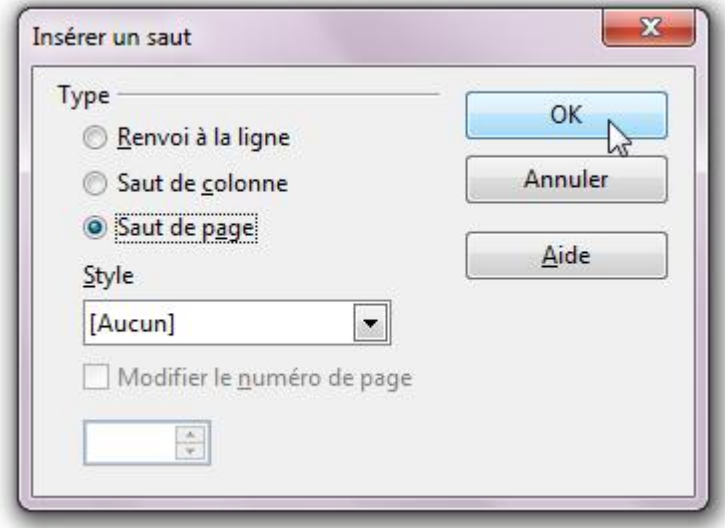 Insérer un saut
Type
Renvoi à la ligne
Saut de colonne
Saut de page
Style
[Aucun]
Modifier le numéro de page
OK
Annuler
Aide